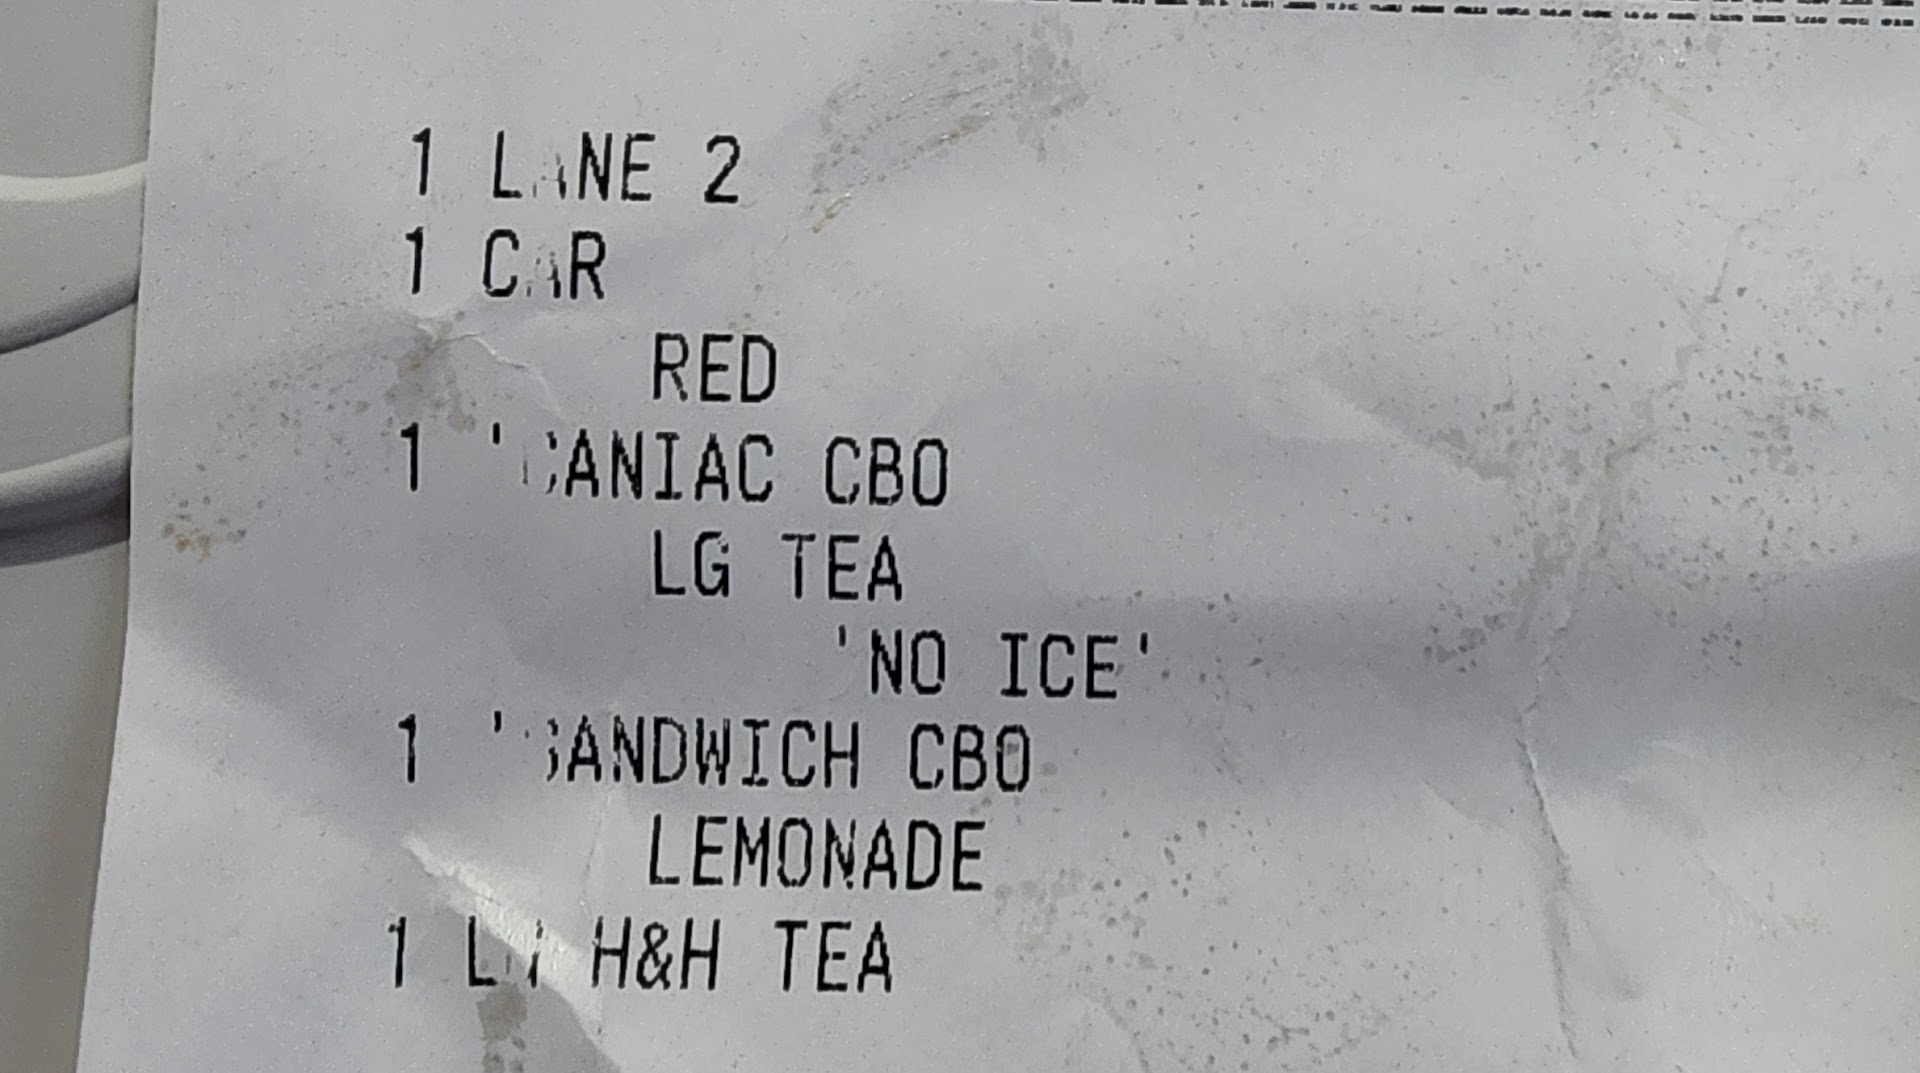 1 LANE 2
1 CAR
RED
1 'CANIAC CBO
LG TEA
'NO ICE'
1 'SANDWICH CBO
LEMONADE
1 LG H&H TEA